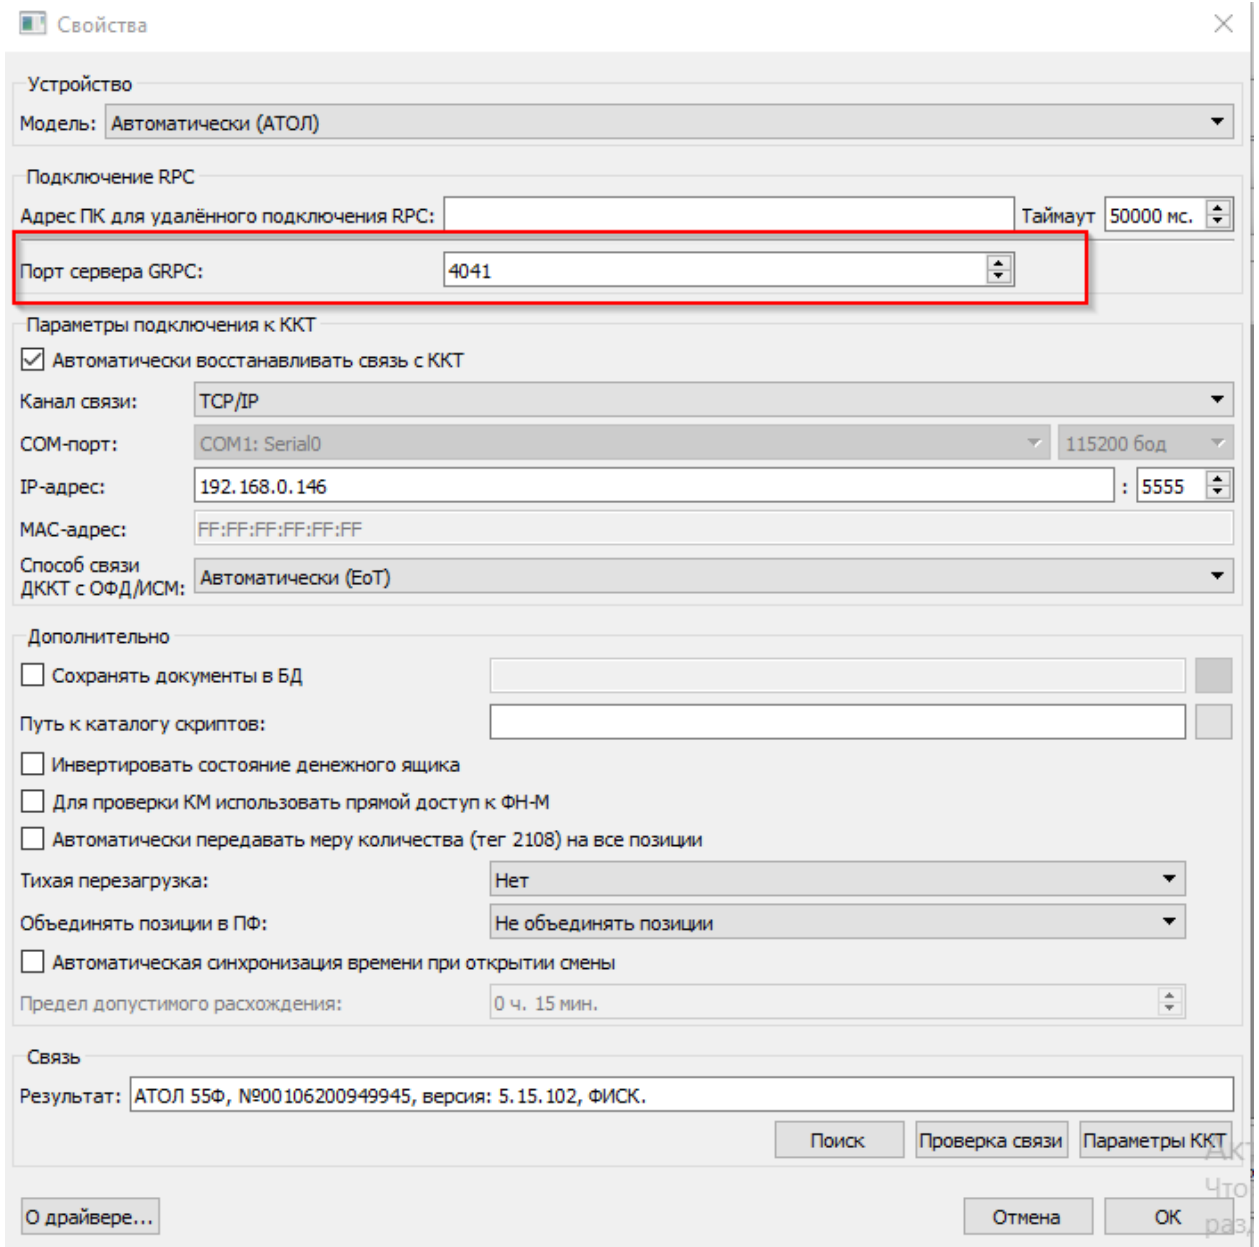 Свойства
Устройство
Модель: Автоматически (АТОЛ)
Подключение RPC
Адрес ПК для удалённого подключения RPC: Таймаут 50000 мс.
Порт сервера GRPC: 4041
Параметры подключения к ККТ
Автоматически восстанавливать связь с ККТ
Канал связи: TCP/IP
COM-порт: COM1: Serial0 115200 бод
IP-адрес: 192.168.0.146 : 5555
MAC-адрес: FF:FF:FF:FF:FF:FF
Способ связи
ДККТ с ОФД/ИСМ: Автоматически (EoT)
Дополнительно
Сохранять документы в БД
Путь к каталогу скриптов:
Инвертировать состояние денежного ящика
Для проверки КМ использовать прямой доступ к ФН-М
Автоматически передавать меру количества (тег 2108) на все позиции
Тихая перезагрузка: Нет
Объединять позиции в ПФ: Не объединять позиции
Автоматическая синхронизация времени при открытии смены
Предел допустимого расхождения: 0 ч. 15 мин.
Связь
Результат: АТОЛ 55Ф, №00106200949945, версия: 5.15.102, ФИСК.
Поиск Проверка связи Параметры ККТ
Что
О драйвере... Отмена ОК
раз